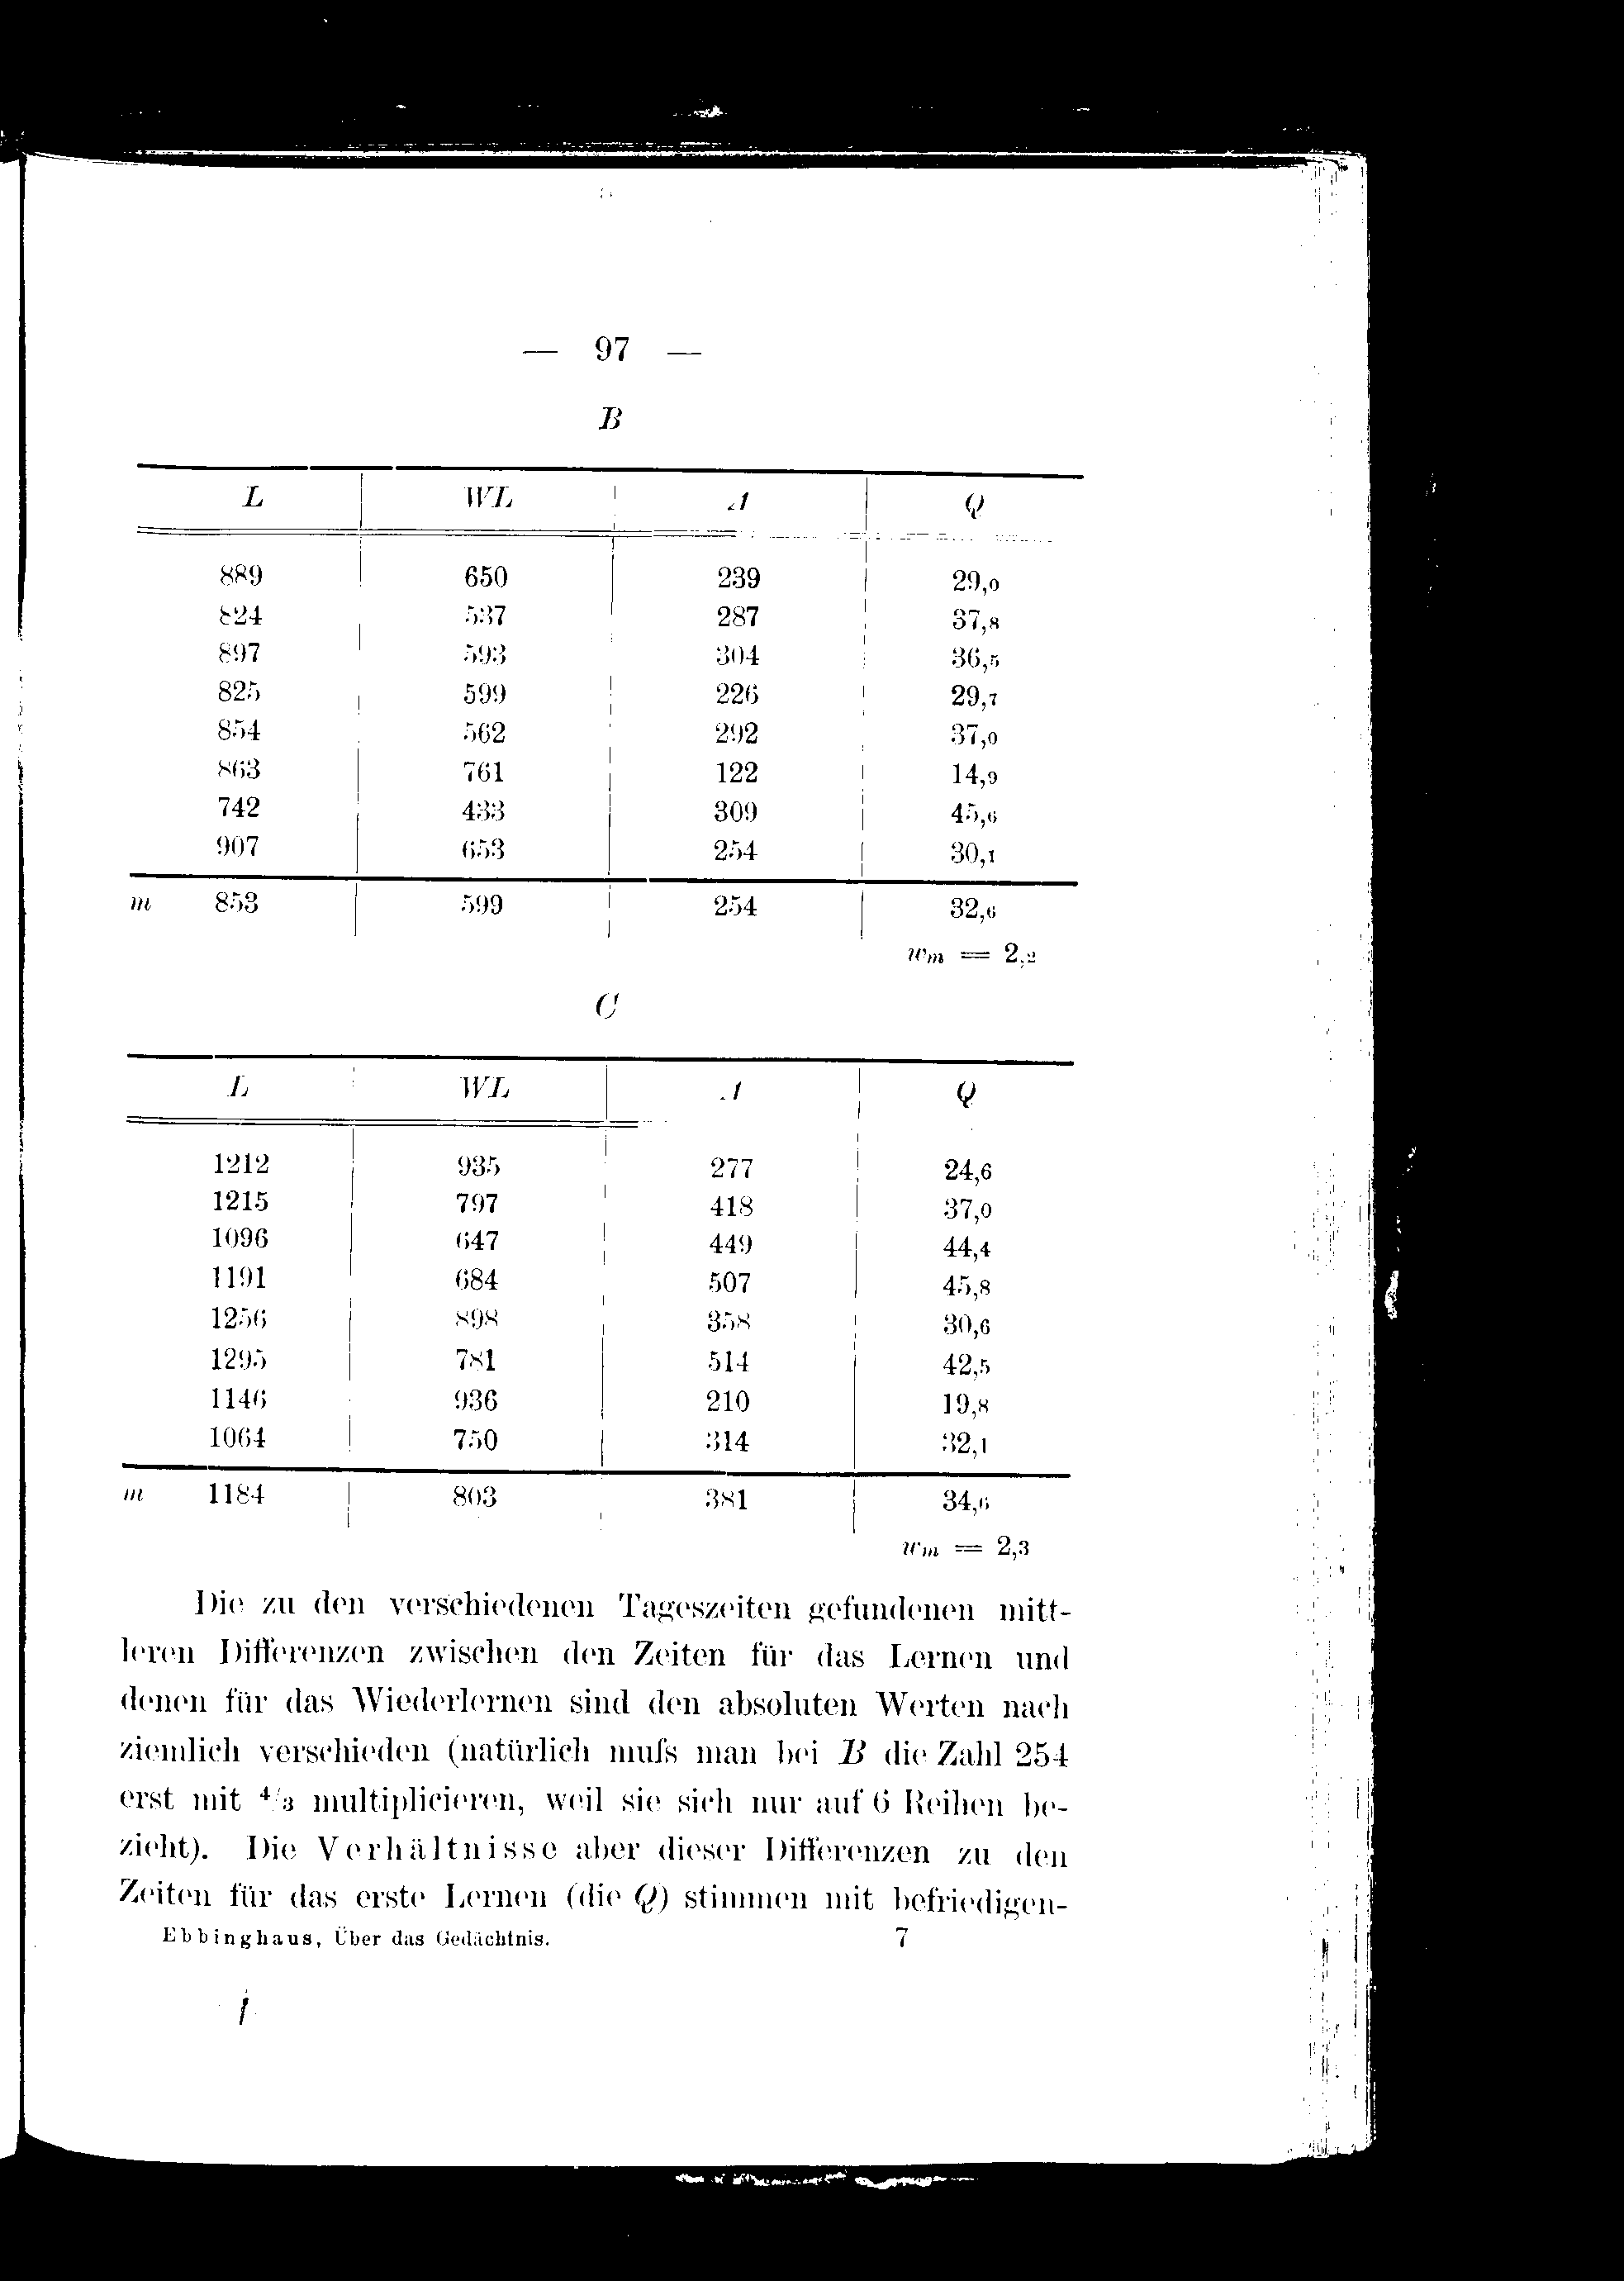 — 97 —
B
L WL Δ Q
889 650 239 29,0
824 537 287 37,8
897 593 304 36,5
825 599 226 29,7
854 562 292 37,0
863 761 122 14,9
742 433 309 45,6
907 653 254 30,1
m 853 599 254 32,6
wm = 2,2
C
L WL Δ Q
1212 935 277 24,6
1215 797 418 37,0
1096 647 449 44,4
1191 684 507 45,8
1256 898 358 30,6
1295 781 514 42,5
1146 936 210 19,8
1064 750 314 32,1
m 1184 803 381 34,6
wm = 2,3
Die zu den verschiedenen Tageszeiten gefundenen mitt-
leren Differenzen zwischen den Zeiten für das Lernen und
denen für das Wiederlernen sind den absoluten Werten nach
ziemlich verschieden (natürlich muſs man bei B die Zahl 254
erst mit 4/3 multiplicieren, weil sie sich nur auf 6 Reihen be-
zieht). Die Verhältnisse aber dieser Differenzen zu den
Zeiten für das erste Lernen (die Q) stimmen mit befriedigen-
Ebbinghaus, Über das Gedächtnis. 7